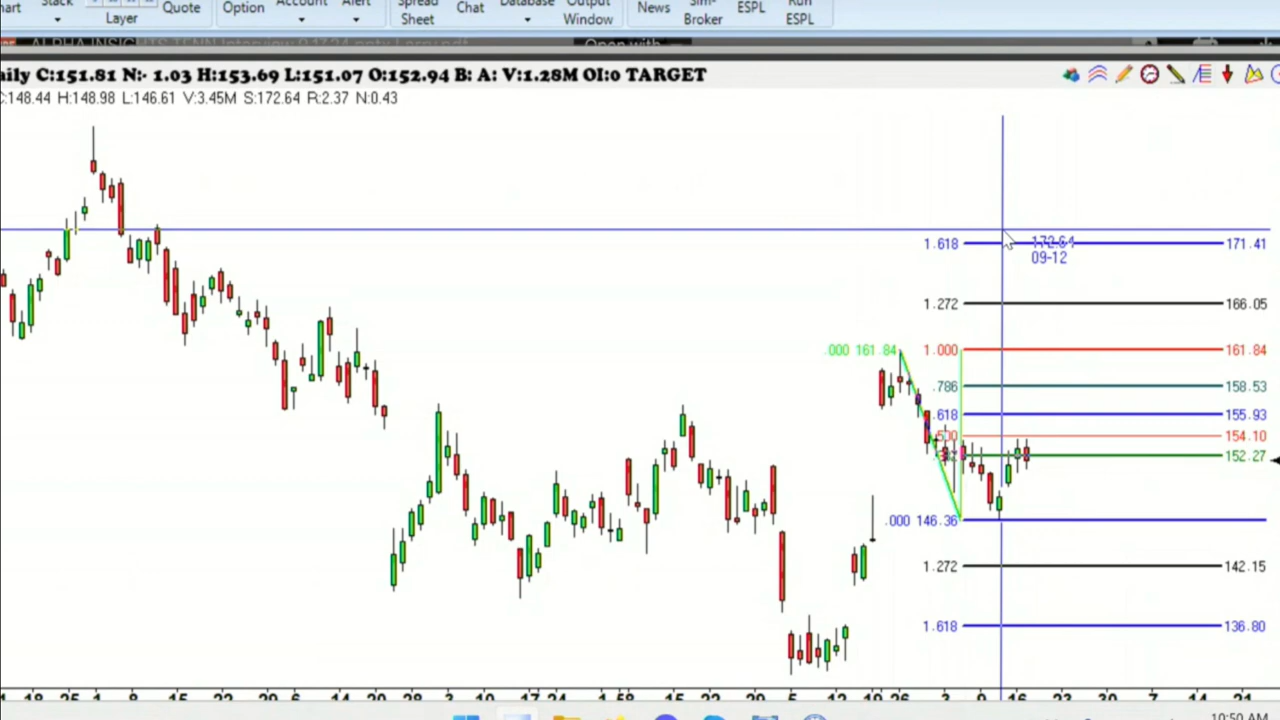 Stack
Layer
Quote
Option
Account
Alert
Spread
Sheet
Chat
Database
Output
Window
News
Sim-
Broker
ESPL
Run
ESPL
Open with
aily C:151.81 N:- 1.03 H:153.69 L:151.07 O:152.94 B: A: V:1.28M OI:0 TARGET
C:148.44 H:148.98 L:146.61 V:3.45M S:172.64 R:2.37 N:0.43
1.618 172.64 171.41
09-12
1.272 166.05
.000 161.84 1.000 161.84
.786 158.53
.618 155.93
.500 154.10
152.27
.000 146.36
1.272 142.15
1.618 136.80
18 25 1 8 15 22 29 6 14 20 28 3 10 17 24 1 8 15 22 29 5 12 19 26 3 9 16 23 30 7 14 21
10:50 AM